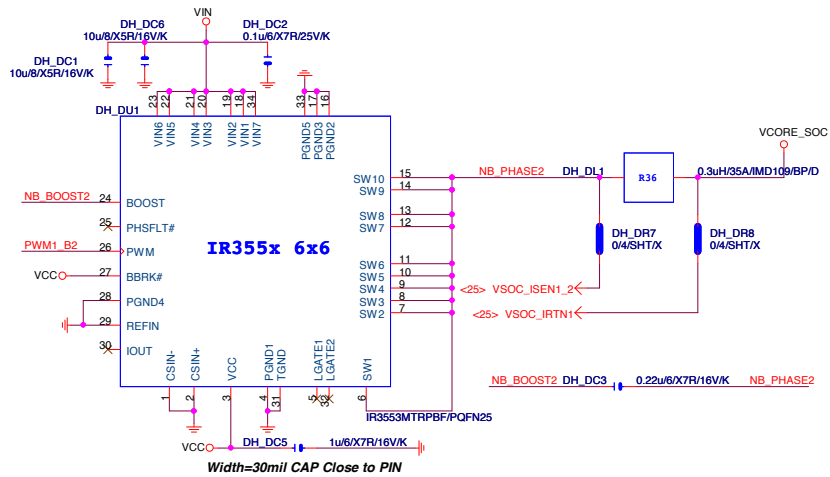 VIN
DH_DC6
10u/8/X5R/16V/K
DH_DC2
0.1u/6/X7R/25V/K
DH_DC1
10u/8/X5R/16V/K
DH_DU1
23 22 21 20 19 18 34 33 17 16
VIN6 VIN5 VIN4 VIN3 VIN2 VIN1 VIN7 PGND5 PGND3 PGND2
VCORE_SOC
SW10 15 NB_PHASE2 DH_DL1 R36 0.3uH/35A/IMD109/BP/D
SW9 14
NB_BOOST2 24 BOOST
SW8 13
SW7 12
25 PHSFLT#
DH_DR7
0/4/SHT/X
DH_DR8
0/4/SHT/X
PWM1_B2 26 PWM
IR355x 6x6
SW6 11
VCC 27 BBRK#
SW5 10
SW4 9 <25> VSOC_ISEN1_2
28 PGND4
SW3 8
SW2 7 <25> VSOC_IRTN1
29 REFIN
30 IOUT
CSIN- CSIN+ VCC PGND1 TGND LGATE1 LGATE2 SW1
1 2 3 4 31 5 32 6
NB_BOOST2 DH_DC3 0.22u/6/X7R/16V/K NB_PHASE2
IR3553MTRPBF/PQFN25
VCC DH_DC5 1u/6/X7R/16V/K
Width=30mil CAP Close to PIN